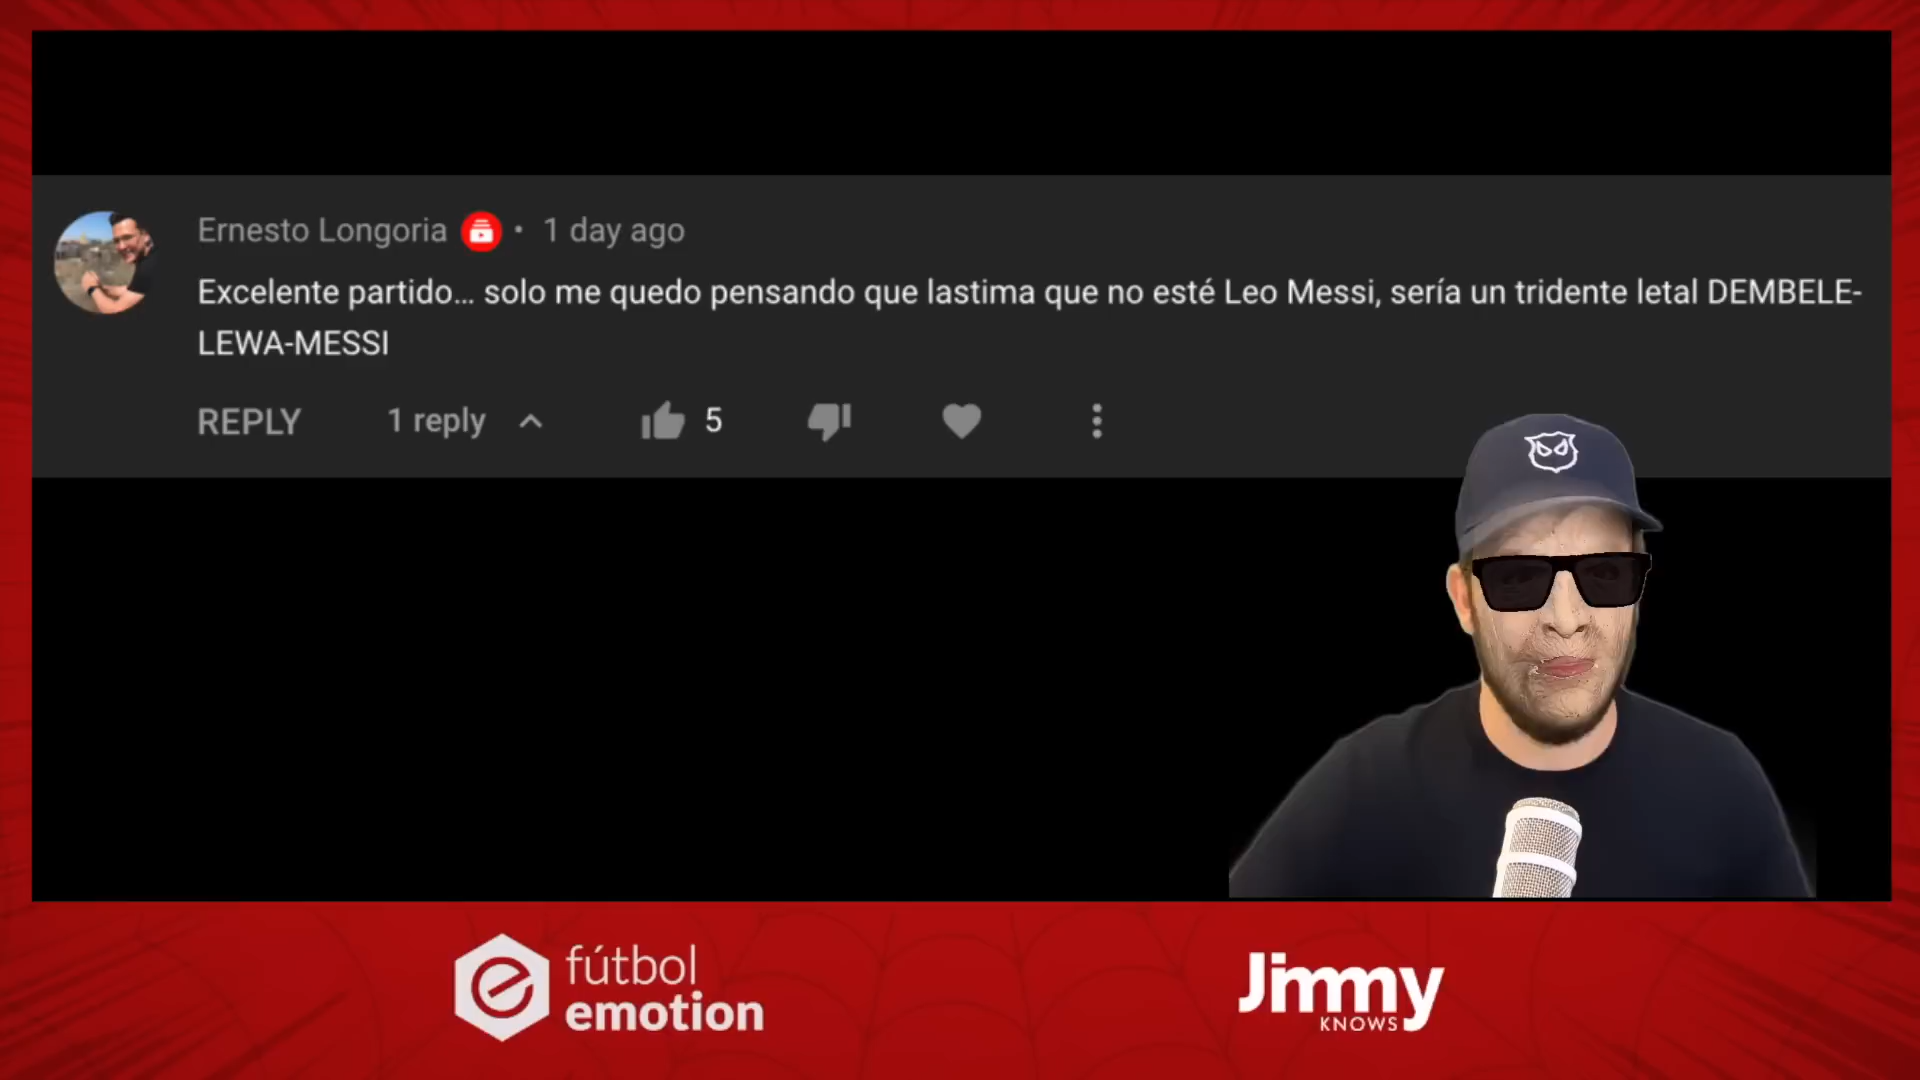 Ernesto Longoria • 1 day ago
Excelente partido... solo me quedo pensando que lastima que no esté Leo Messi, sería un tridente letal DEMBELE-
LEWA-MESSI
REPLY 1 reply 5
fútbol
emotion
Jimmy
KNOWS